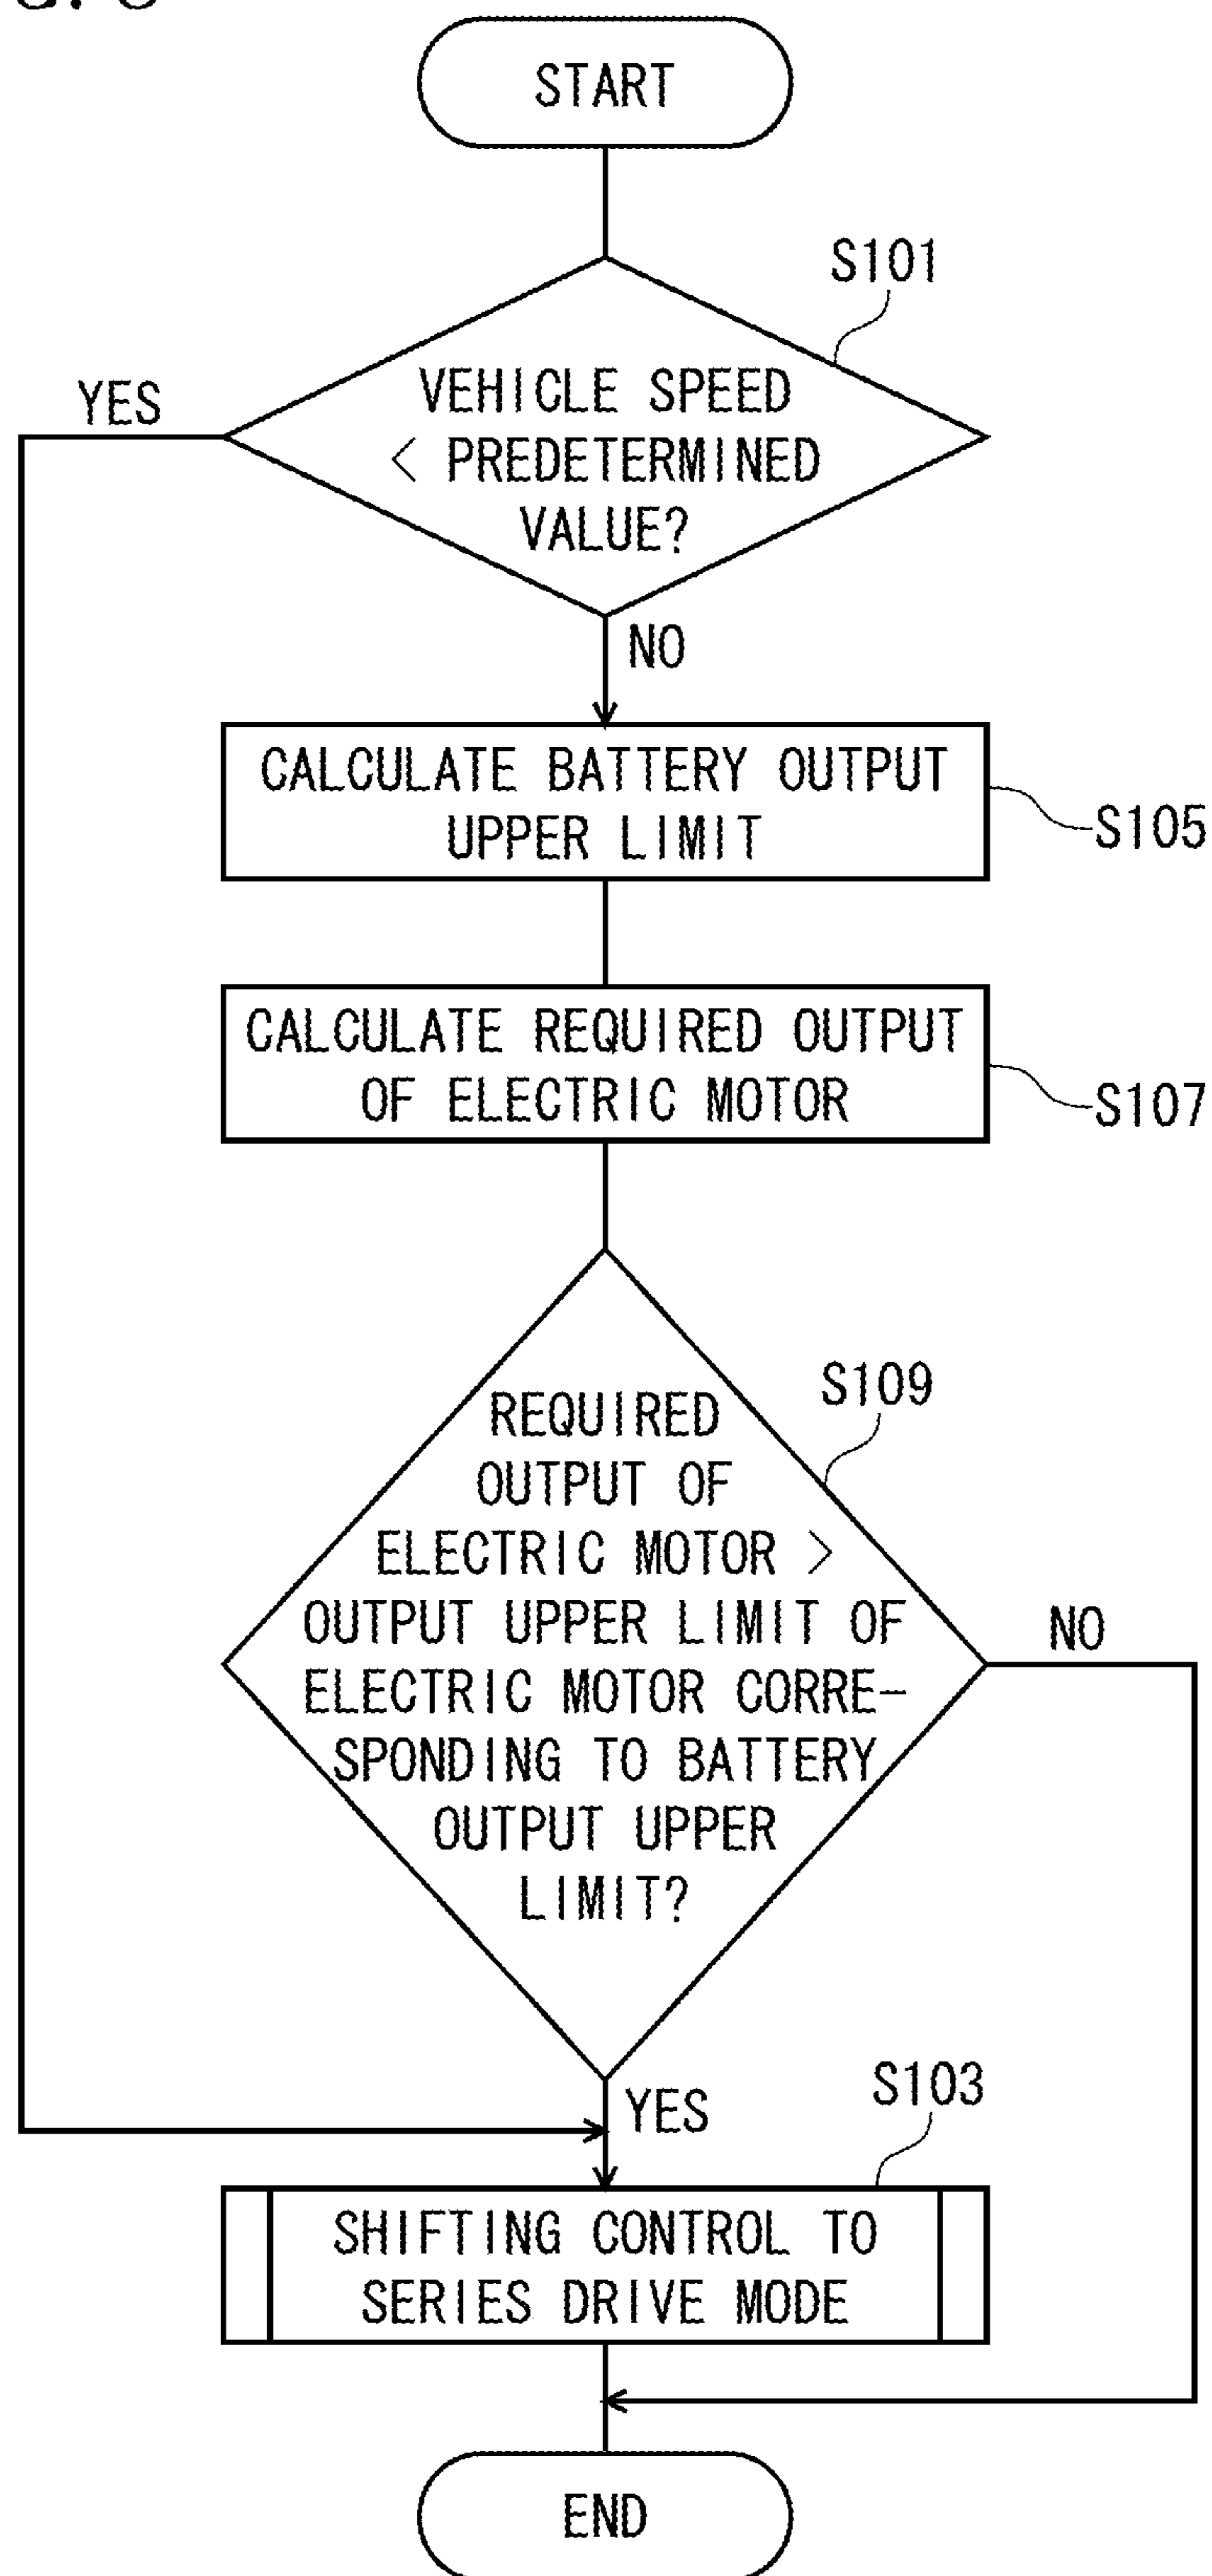 START
S101
YES
VEHICLE SPEED
< PREDETERMINED
VALUE?
NO
CALCULATE BATTERY OUTPUT
UPPER LIMIT
S105
CALCULATE REQUIRED OUTPUT
OF ELECTRIC MOTOR
S107
S109
REQUIRED
OUTPUT OF
ELECTRIC MOTOR >
OUTPUT UPPER LIMIT OF
ELECTRIC MOTOR CORRE-
SPONDING TO BATTERY
OUTPUT UPPER
LIMIT?
NO
YES
S103
SHIFTING CONTROL TO
SERIES DRIVE MODE
END